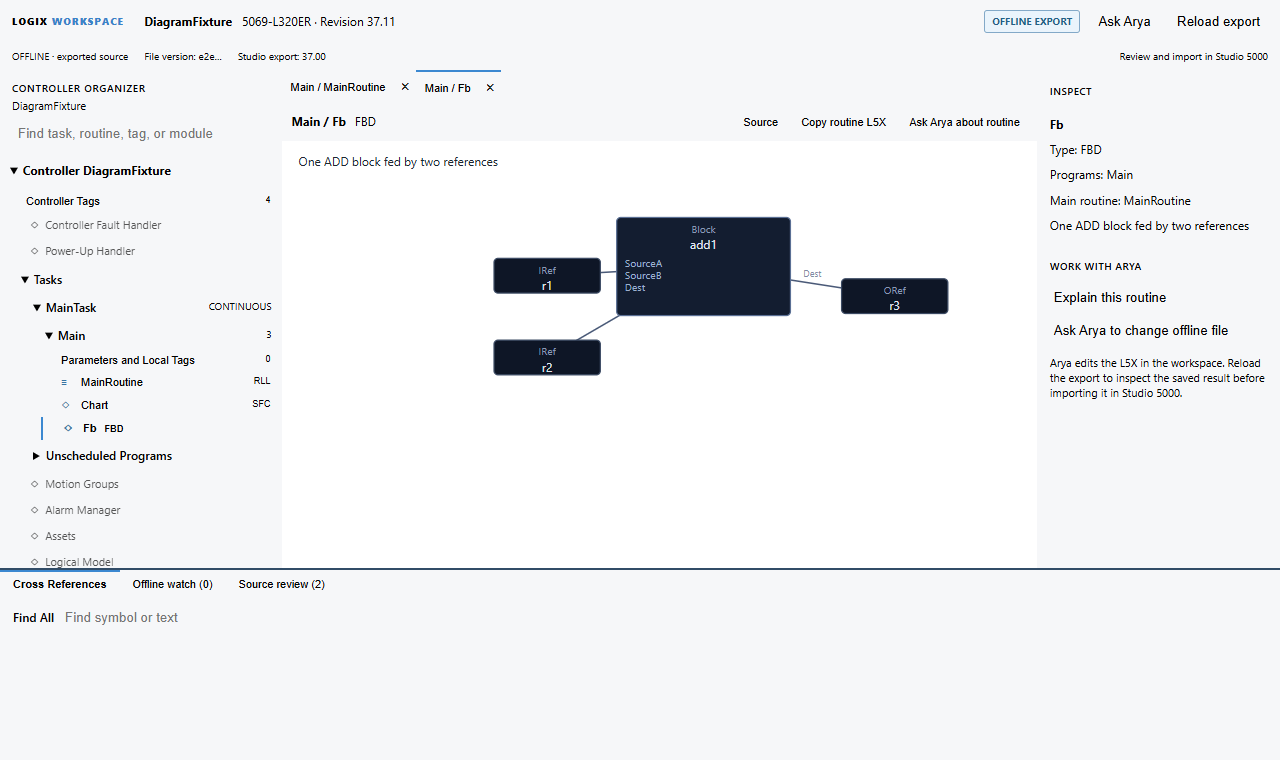 LOGIX WORKSPACE DiagramFixture 5069-L320ER · Revision 37.11 OFFLINE EXPORT Ask Arya Reload export
OFFLINE · exported source File version: e2e... Studio export: 37.00 Review and import in Studio 5000
CONTROLLER ORGANIZER
DiagramFixture
Find task, routine, tag, or module
Controller DiagramFixture
Controller Tags 4
Controller Fault Handler
Power-Up Handler
Tasks
MainTask CONTINUOUS
Main 3
Parameters and Local Tags 0
MainRoutine RLL
Chart SFC
Fb FBD
Unscheduled Programs
Motion Groups
Alarm Manager
Assets
Logical Model
Main / MainRoutine × Main / Fb ×
Main / Fb FBD Source Copy routine L5X Ask Arya about routine
One ADD block fed by two references
Block
add1
SourceA
SourceB
Dest
IRef
r1
IRef
r2
Dest
ORef
r3
INSPECT
Fb
Type: FBD
Programs: Main
Main routine: MainRoutine
One ADD block fed by two references
WORK WITH ARYA
Explain this routine
Ask Arya to change offline file
Arya edits the L5X in the workspace. Reload
the export to inspect the saved result before
importing it in Studio 5000.
Cross References Offline watch (0) Source review (2)
Find All Find symbol or text